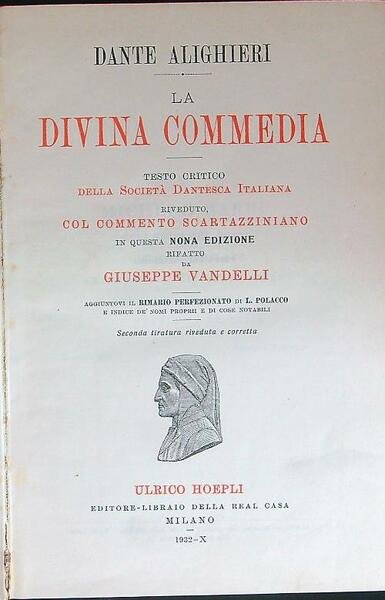 DANTE ALIGHIERI
LA
DIVINA COMMEDIA
TESTO CRITICO
DELLA SOCIETÀ DANTESCA ITALIANA
RIVEDUTO,
COL COMMENTO SCARTAZZINIANO
IN QUESTA NONA EDIZIONE
RIFATTO
DA
GIUSEPPE VANDELLI
AGGIUNTOVI IL RIMARIO PERFEZIONATO DI L. POLACCO
E INDICE DE' NOMI PROPRII E DI COSE NOTABILI
Seconda tiratura riveduta e corretta
ULRICO HOEPLI
EDITORE-LIBRAIO DELLA REAL CASA
MILANO
1932-X